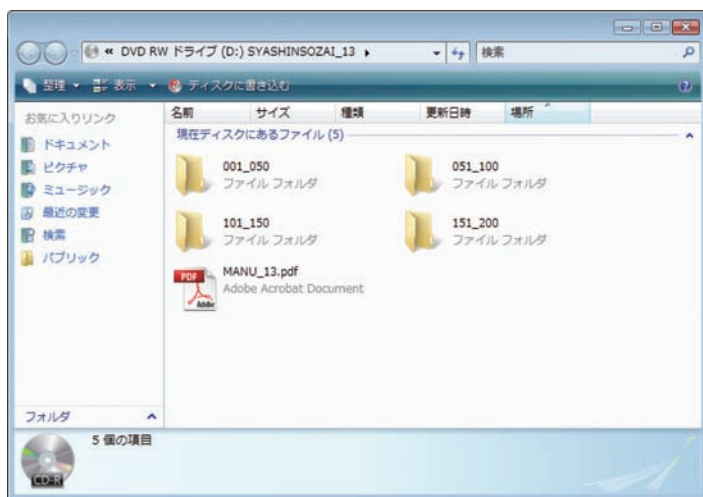 « DVD RW ドライブ (D:) SYASHINSOZAI_13
検索
整理 表示 ディスクに書き込む
お気に入りリンク
ドキュメント
ピクチャ
ミュージック
最近の変更
検索
パブリック
フォルダ
名前 サイズ 種類 更新日時 場所
現在ディスクにあるファイル (5)
001_050
ファイル フォルダ
051_100
ファイル フォルダ
101_150
ファイル フォルダ
151_200
ファイル フォルダ
PDF
Adobe
MANU_13.pdf
Adobe Acrobat Document
CD-R
5 個の項目